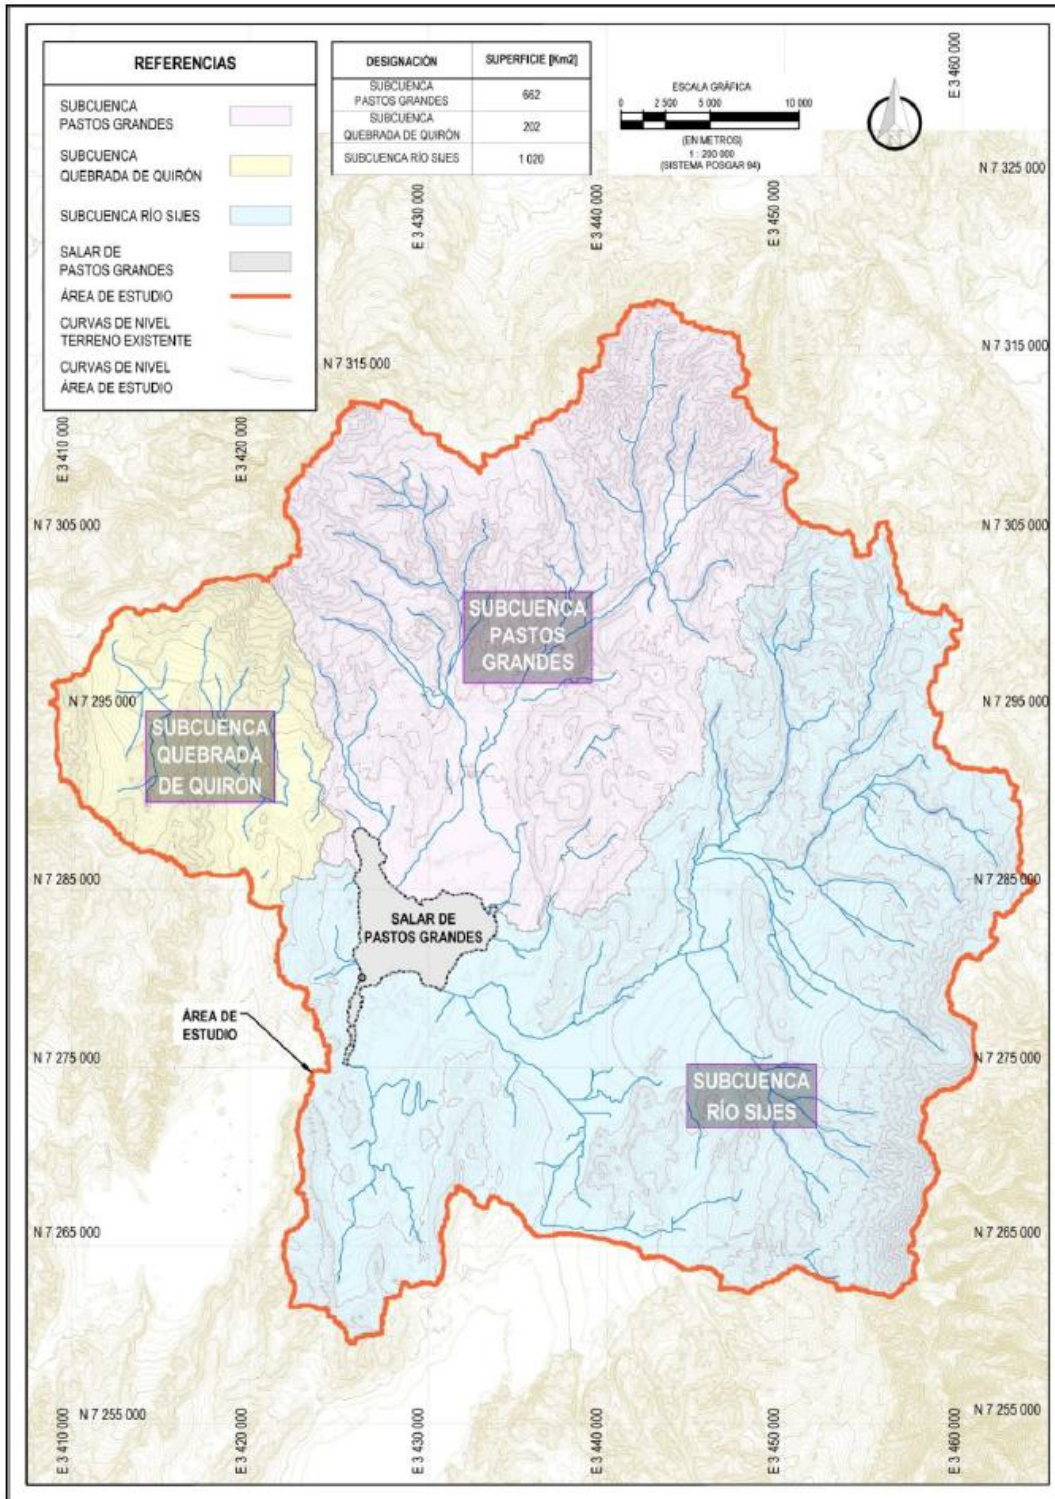 REFERENCIAS
SUBCUENCA
PASTOS GRANDES
SUBCUENCA
QUEBRADA DE QUIRÓN
SUBCUENCA RÍO SIJES
SALAR DE
PASTOS GRANDES
ÁREA DE ESTUDIO
CURVAS DE NIVEL
TERRENO EXISTENTE
CURVAS DE NIVEL
ÁREA DE ESTUDIO
DESIGNACIÓN SUPERFICIE [Km2]
SUBCUENCA
PASTOS GRANDES 662
SUBCUENCA
QUEBRADA DE QUIRÓN 202
SUBCUENCA RÍO SIJES 1 020
ESCALA GRÁFICA
0 2 500 5 000 10 000
(EN METROS)
1 : 200 000
(SISTEMA POSGAR 94)
E 3 460 000
N 7 325 000
E 3 430 000
E 3 440 000
E 3 450 000
N 7 315 000
N 7 315 000
E 3 410 000
E 3 420 000
N 7 305 000
N 7 305 000
SUBCUENCA
PASTOS
GRANDES
N 7 295 000
N 7 295 000
SUBCUENCA
QUEBRADA
DE QUIRÓN
N 7 285 000
N 7 285 000
SALAR DE
PASTOS GRANDES
ÁREA DE
ESTUDIO
N 7 275 000
N 7 275 000
SUBCUENCA
RÍO SIJES
N 7 265 000
N 7 265 000
N 7 255 000
N 7 255 000
E 3 410 000
E 3 420 000
E 3 430 000
E 3 440 000
E 3 450 000
E 3 460 000